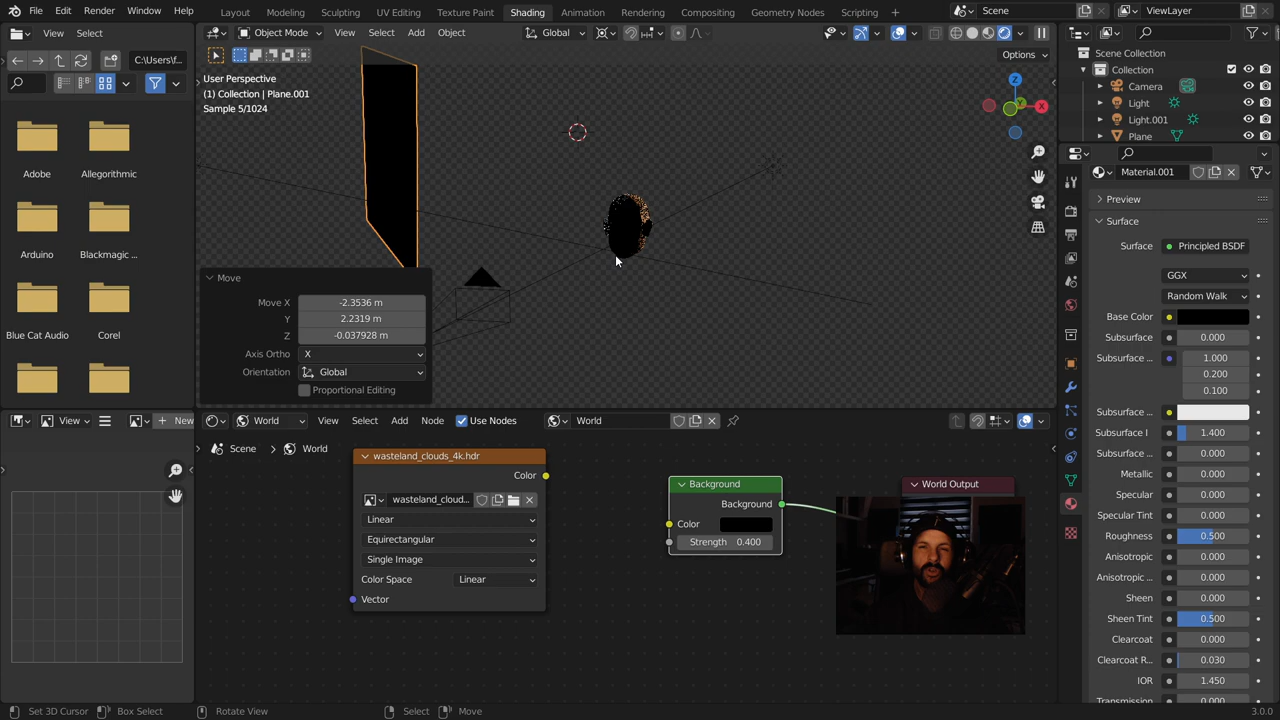 File Edit Render Window Help Layout Modeling Sculpting UV Editing Texture Paint Shading Animation Rendering Compositing Geometry Nodes Scripting Scene ViewLayer
View Select
Object Mode View Select Add Object Global
C:\Users\f...
Options
User Perspective
(1) Collection | Plane.001
Sample 5/1024
Z
X
Y
Adobe
Allegorithmic
Arduino
Blackmagic ...
Blue Cat Audio
Corel
Move
Move X -2.3536 m
Y 2.2319 m
Z -0.037928 m
Axis Ortho X
Orientation Global
Proportional Editing
Scene Collection
Collection
Camera
Light
Light.001
Plane
Material.001
Preview
Surface
Surface Principled BSDF
GGX
Random Walk
Base Color
Subsurface 0.000
Subsurface ... 1.000
0.200
0.100
Subsurface ...
Subsurface I 1.400
Subsurface ... 0.000
Metallic 0.000
Specular 0.000
Specular Tint 0.000
Roughness 0.500
Anisotropic 0.000
Anisotropic ... 0.000
Sheen 0.000
Sheen Tint 0.500
Clearcoat 0.000
Clearcoat R... 0.030
IOR 1.450
Transmission 0.000
View New
World View Select Add Node Use Nodes World
Scene > World
wasteland_clouds_4k.hdr
Color
wasteland_cloud...
Linear
Equirectangular
Single Image
Color Space Linear
Vector
Background
Background
Color
Strength 0.400
World Output
Set 3D Cursor Box Select Rotate View Select Move 3.0.0